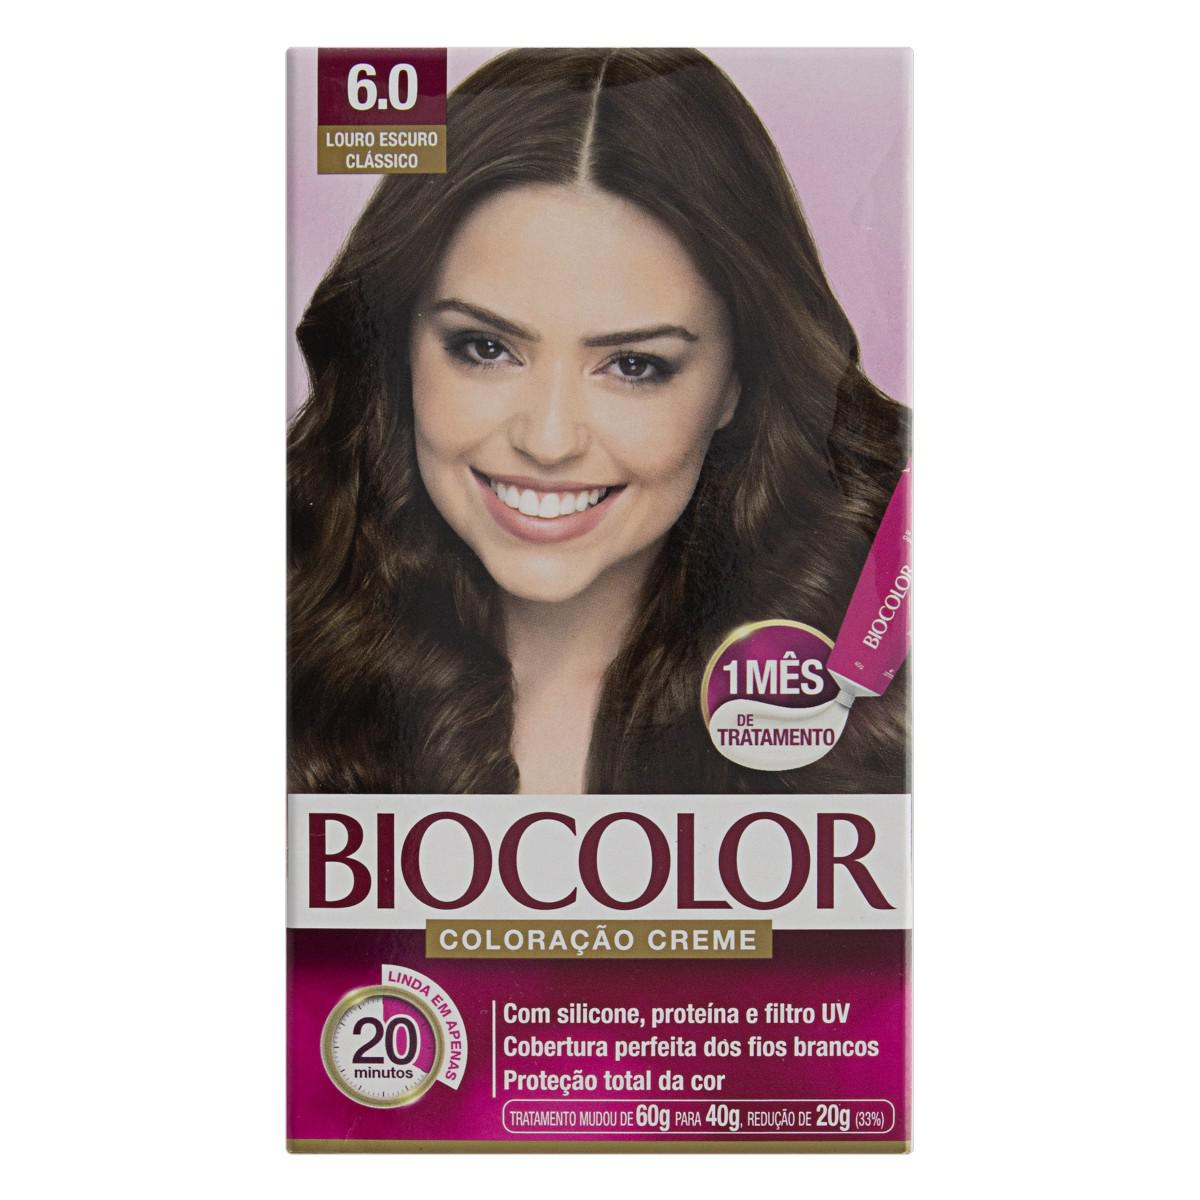 6.0
LOURO ESCURO
CLÁSSICO
BIOCOLOR
40g
1 MÊS
DE
TRATAMENTO
BIOCOLOR
COLORAÇÃO CREME
LINDA EM APENAS
20
minutos
Com silicone, proteína e filtro UV
Cobertura perfeita dos fios brancos
Proteção total da cor
TRATAMENTO MUDOU DE 60g PARA 40g, REDUÇÃO DE 20g (33%)